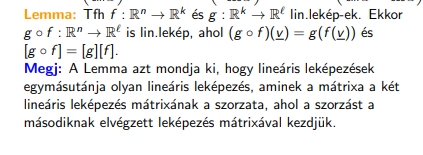 Lemma: Tfh f : ℝⁿ → ℝᵏ és g : ℝᵏ → ℝ^ℓ lin.lekép-ek. Ekkor
g ∘ f : ℝⁿ → ℝ^ℓ is lin.lekép, ahol (g ∘ f)(v) = g(f(v)) és
[g ∘ f] = [g][f].
Megj: A Lemma azt mondja ki, hogy lineáris leképezések
egymásutánja olyan lineáris leképezés, aminek a mátrixa a két
lineáris leképezés mátrixának a szorzata, ahol a szorzást a
másodiknak elvégzett leképezés mátrixával kezdjük.